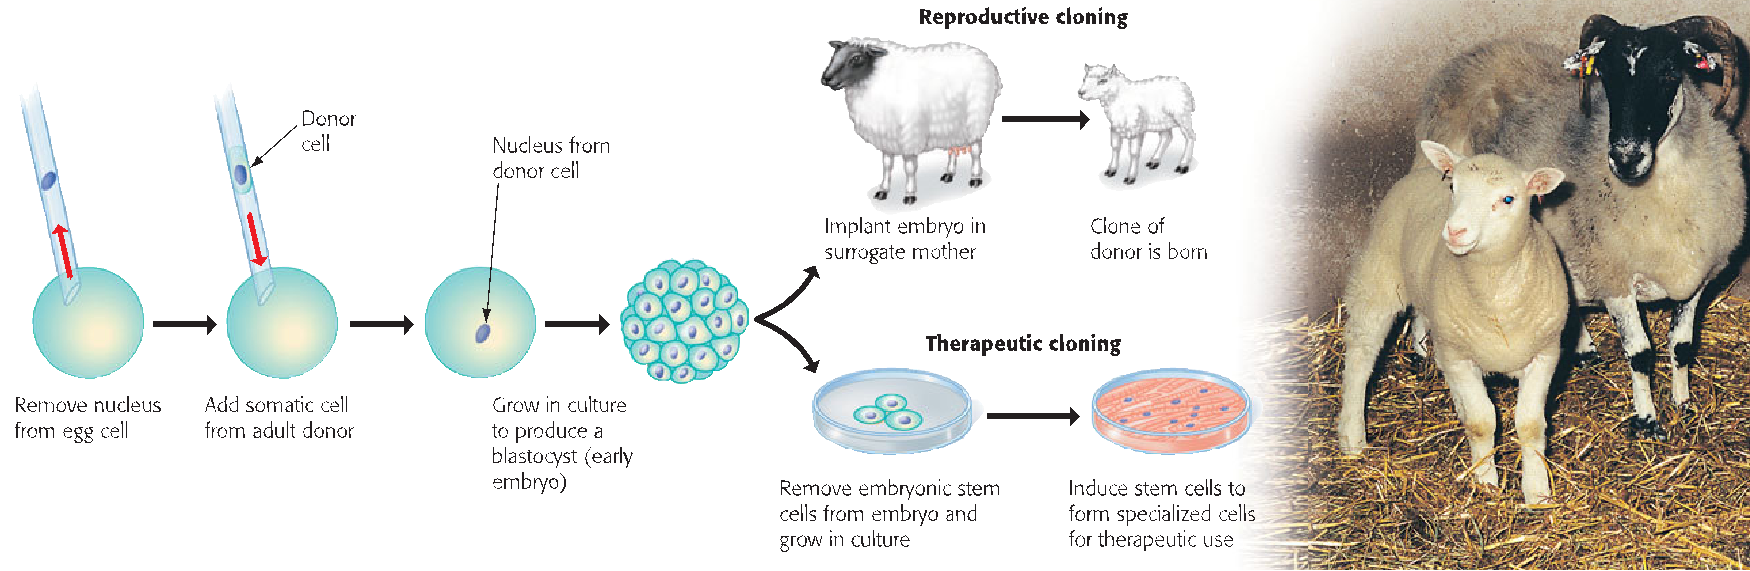 Reproductive cloning
Donor
cell
Nucleus from
donor cell
Implant embryo in
surrogate mother
Clone of
donor is born
Remove nucleus
from egg cell
Add somatic cell
from adult donor
Grow in culture
to produce a
blastocyst (early
embryo)
Therapeutic cloning
Remove embryonic stem
cells from embryo and
grow in culture
Induce stem cells to
form specialized cells
for therapeutic use